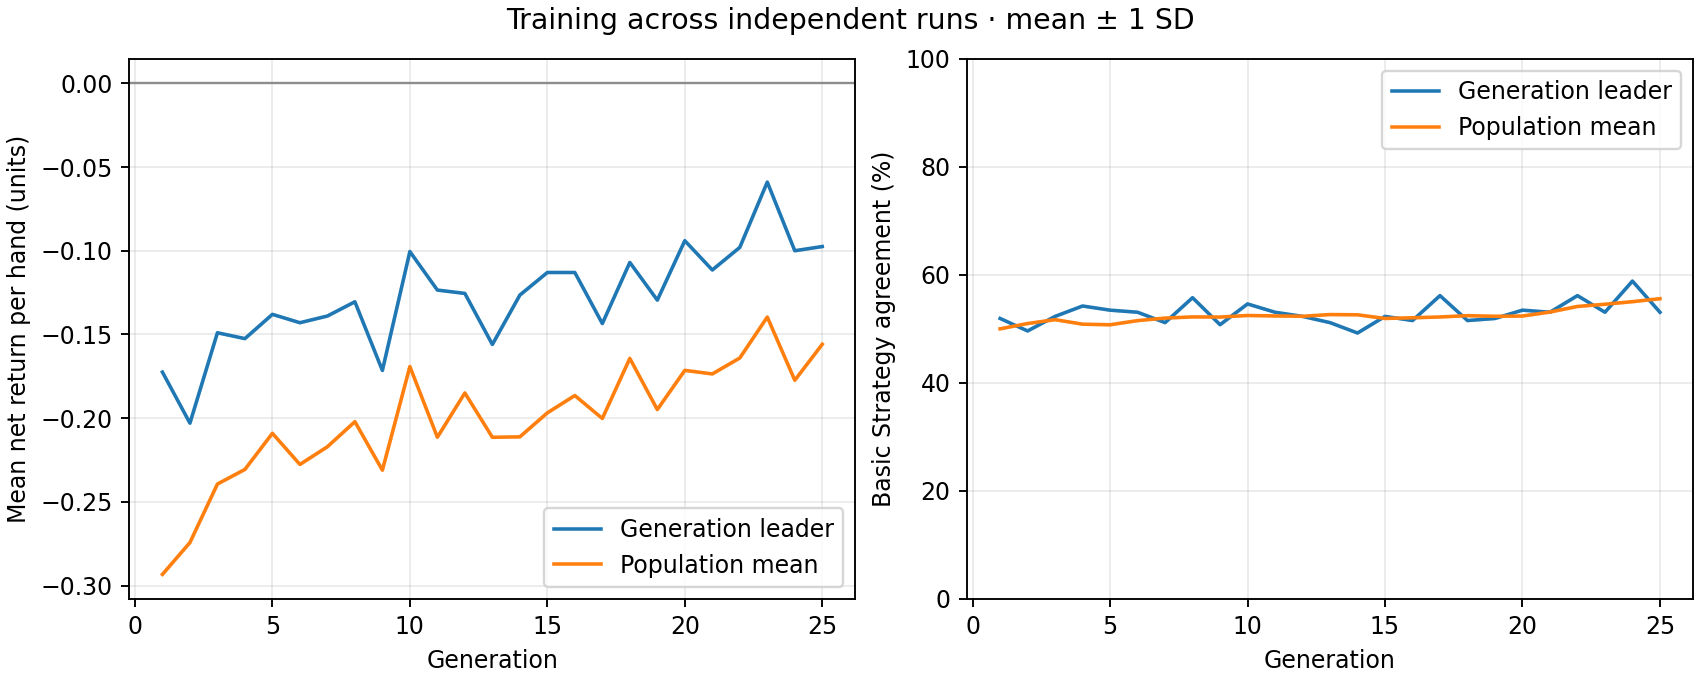 Training across independent runs · mean ± 1 SD
Mean net return per hand (units)
0.00
−0.05
−0.10
−0.15
−0.20
−0.25
−0.30
Generation leader
Population mean
0 5 10 15 20 25
Generation
Basic Strategy agreement (%)
100
80
60
40
20
0
Generation leader
Population mean
0 5 10 15 20 25
Generation